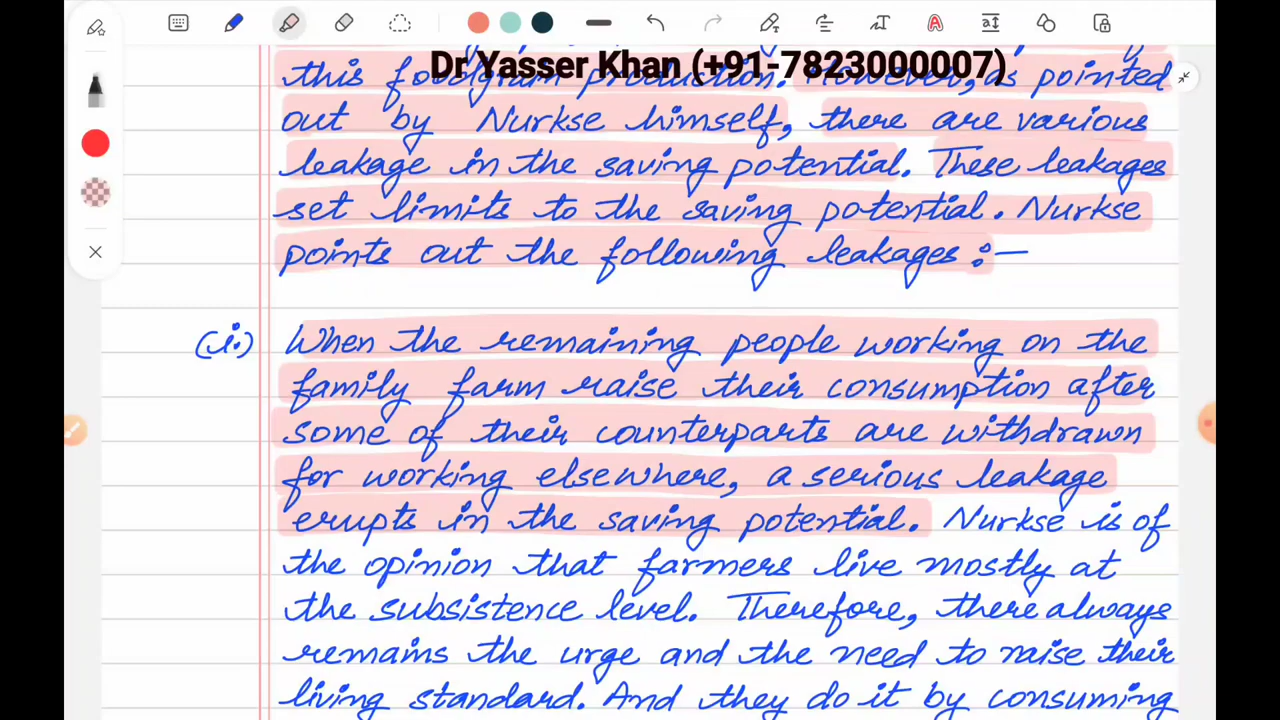 Dr Yasser Khan (+91-7823000007)
this foodgrain production. However, as pointed
out by Nurkse himself, there are various
leakage in the saving potential. These leakages
set limits to the saving potential. Nurkse
points out the following leakages :—
(i.) When the remaining people working on the
family farm raise their consumption after
some of their counterparts are withdrawn
for working elsewhere, a serious leakage
erupts in the saving potential. Nurkse is of
the opinion that farmers live mostly at
the subsistence level. Therefore, there always
remains the urge and the need to raise their
living standard. And they do it by consuming